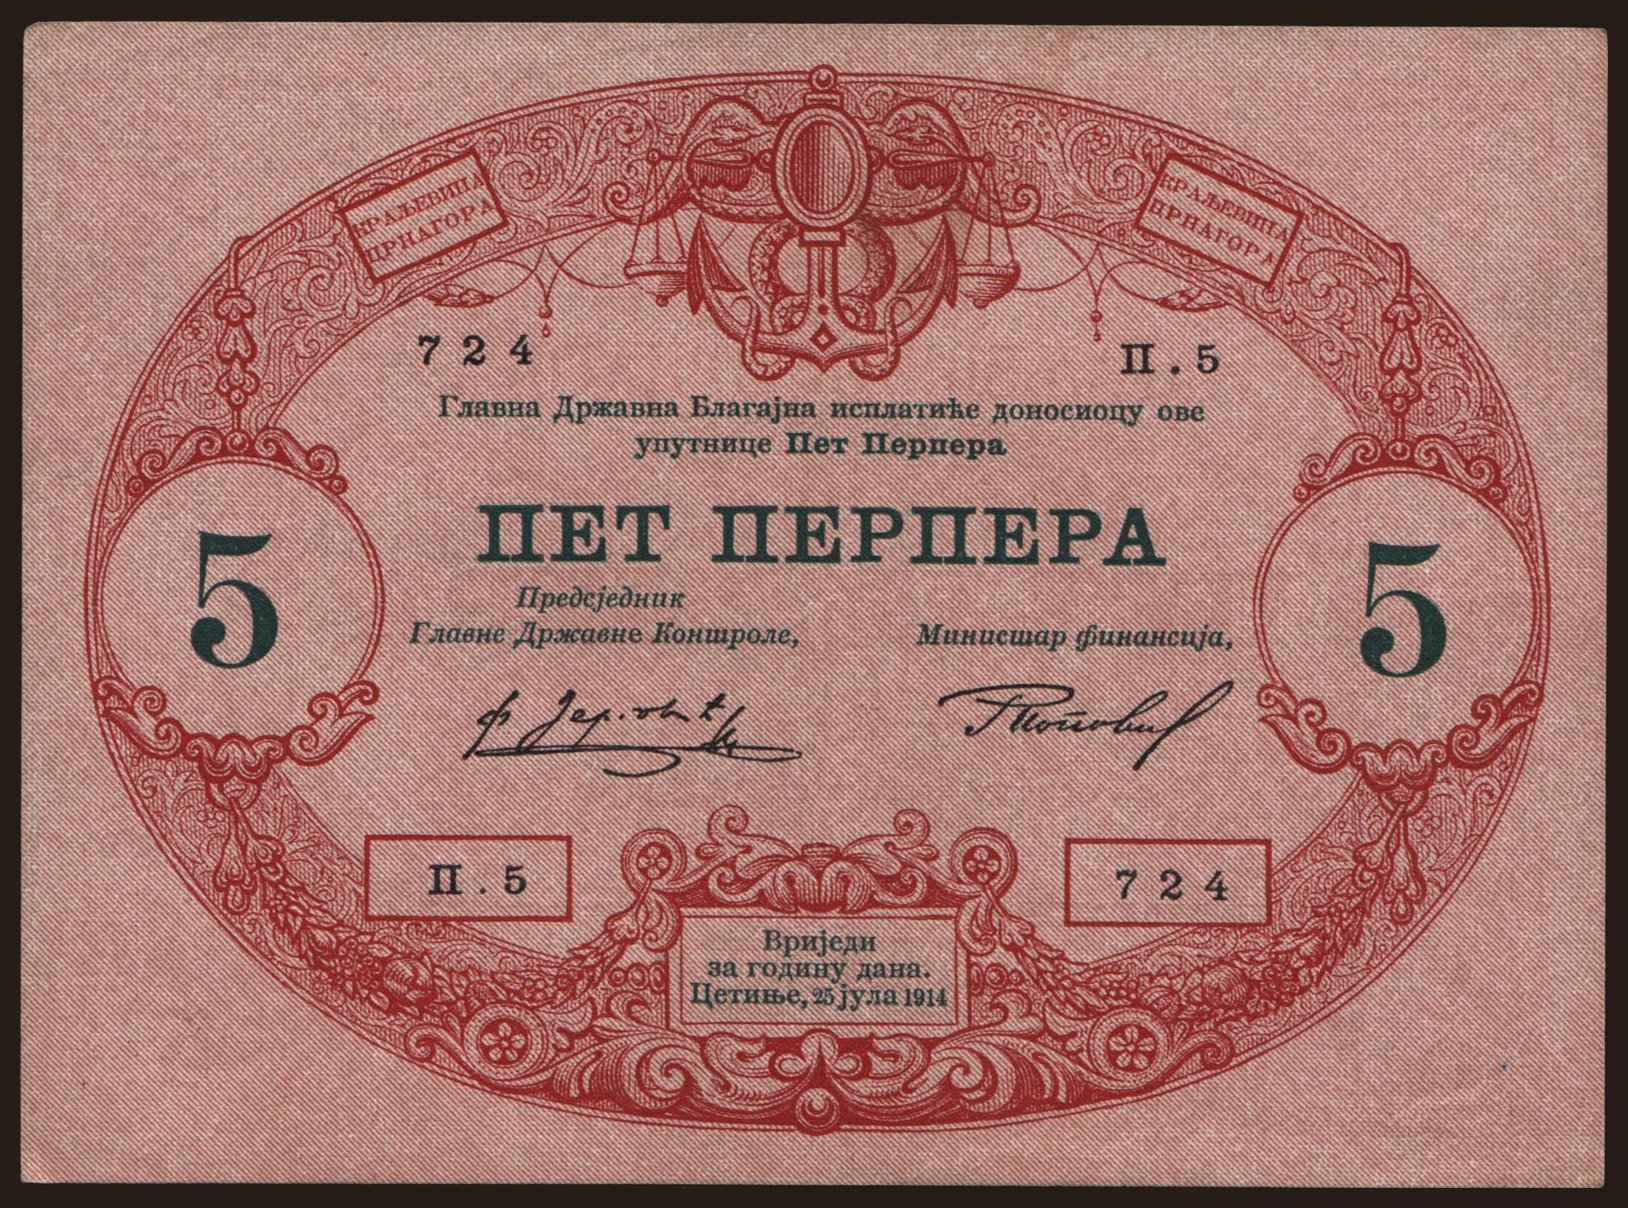 КРАЉЕВИНА
ЦРНАГОРА
КРАЉЕВИНА
ЦРНАГОРА
724
П.5
Главна Државна Благајна исплатиће доносиоцу ове
упутнице Пет Перпера
ПЕТ ПЕРПЕРА
5
5
Предсједник
Главне Државне Контроле,
Министар финансија,
П.5
724
Вриједи
за годину дана.
Цетиње, 25 јула 1914